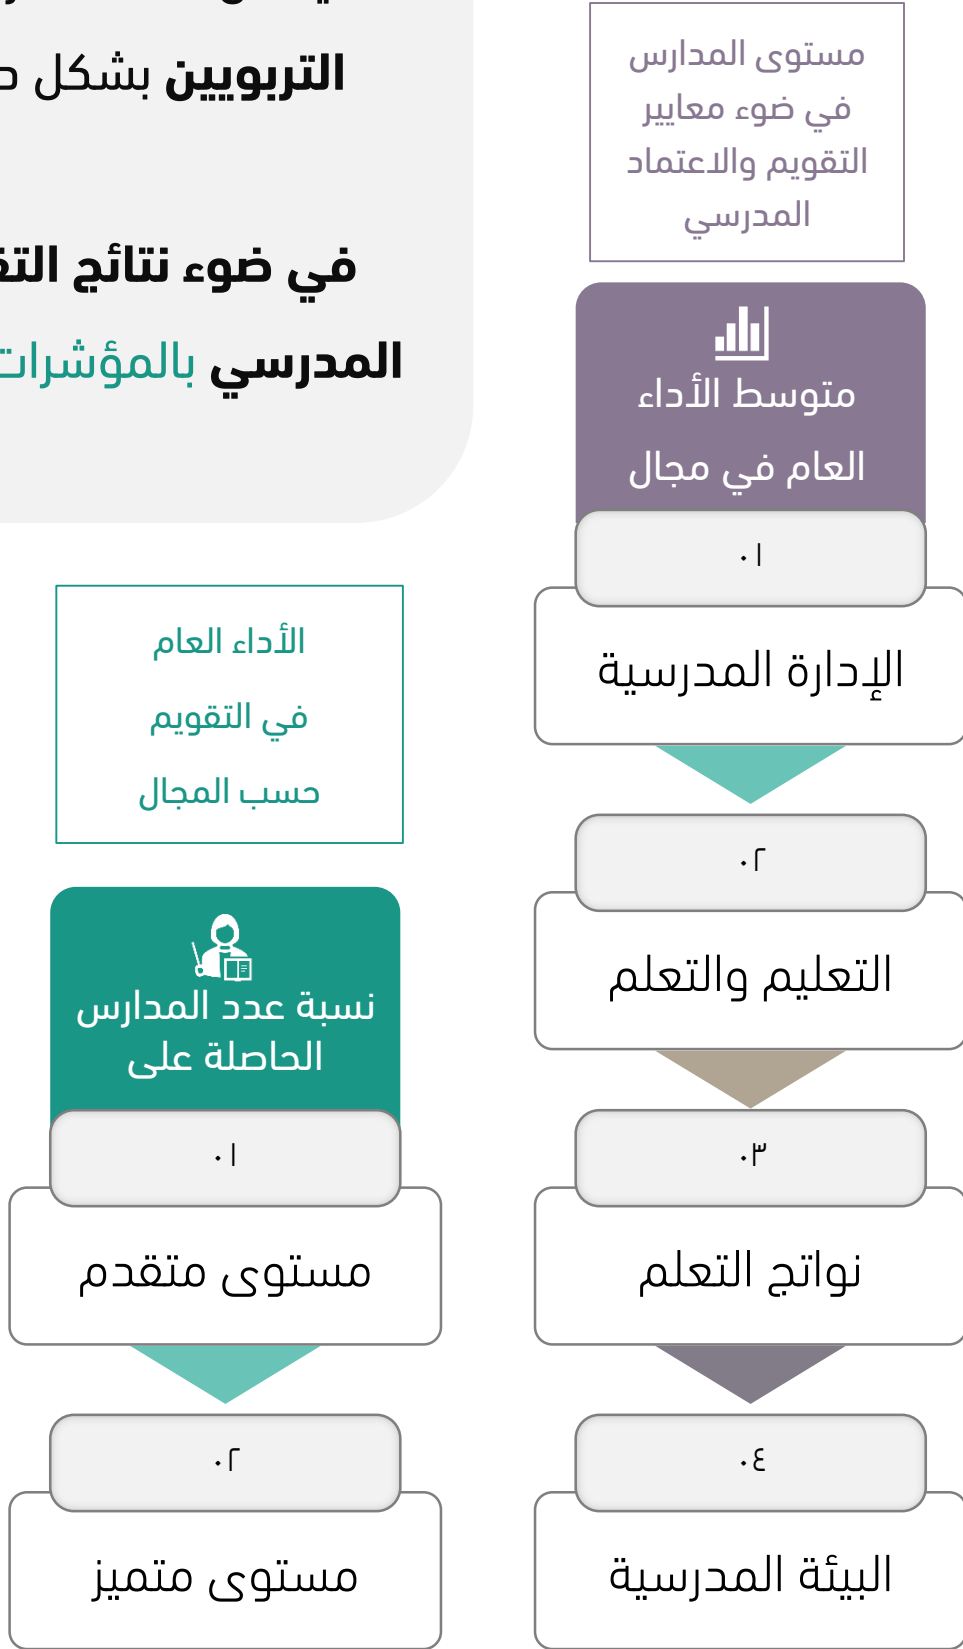 التربويين بشكل
في ضوء نتائج
المدرسي بالمؤشرات
مستوى المدارس
في ضوء معايير
التقويم والاعتماد
المدرسي
متوسط الأداء
العام في مجال
٠١
الإدارة المدرسية
٠٢
التعليم والتعلم
٠٣
نواتج التعلم
٠٤
البيئة المدرسية
الأداء العام
في التقويم
حسب المجال
نسبة عدد المدارس
الحاصلة على
٠١
مستوى متقدم
٠٢
مستوى متميز